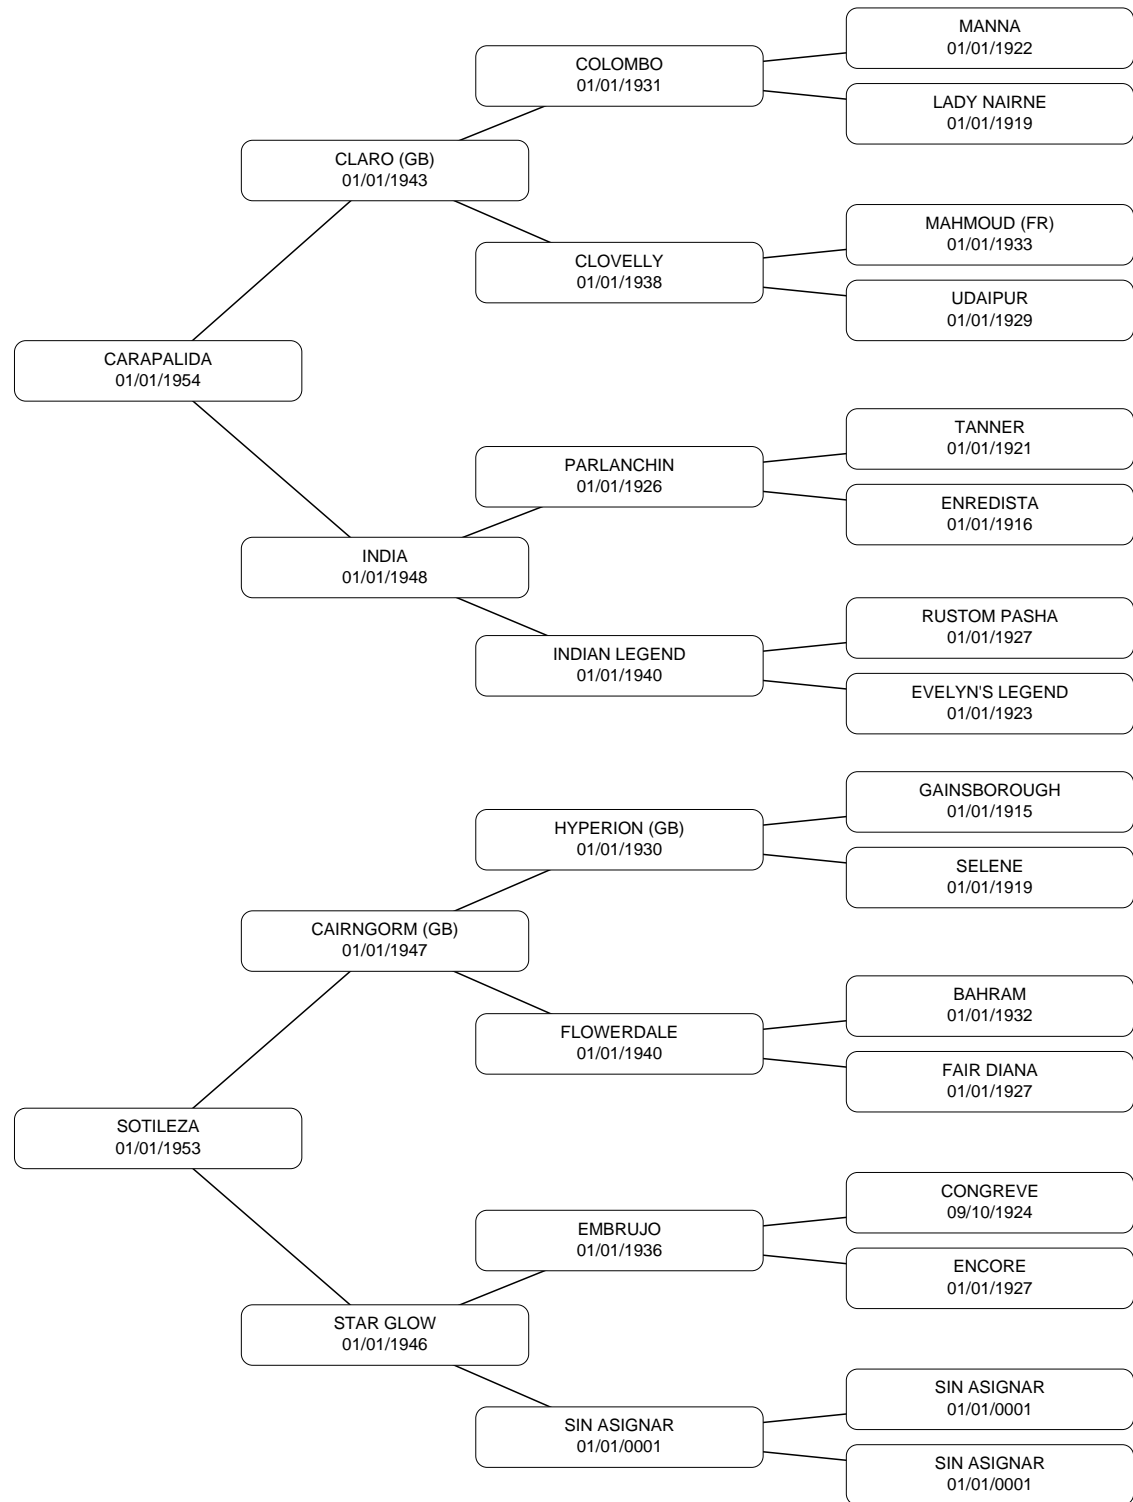 MANNA
01/01/1922
COLOMBO
01/01/1931
LADY NAIRNE
01/01/1919
CLARO (GB)
01/01/1943
MAHMOUD (FR)
01/01/1933
CLOVELLY
01/01/1938
UDAIPUR
01/01/1929
CARAPALIDA
01/01/1954
TANNER
01/01/1921
PARLANCHIN
01/01/1926
ENREDISTA
01/01/1916
INDIA
01/01/1948
RUSTOM PASHA
01/01/1927
INDIAN LEGEND
01/01/1940
EVELYN'S LEGEND
01/01/1923
GAINSBOROUGH
01/01/1915
HYPERION (GB)
01/01/1930
SELENE
01/01/1919
CAIRNGORM (GB)
01/01/1947
BAHRAM
01/01/1932
FLOWERDALE
01/01/1940
FAIR DIANA
01/01/1927
SOTILEZA
01/01/1953
CONGREVE
09/10/1924
EMBRUJO
01/01/1936
ENCORE
01/01/1927
STAR GLOW
01/01/1946
SIN ASIGNAR
01/01/0001
SIN ASIGNAR
01/01/0001
SIN ASIGNAR
01/01/0001